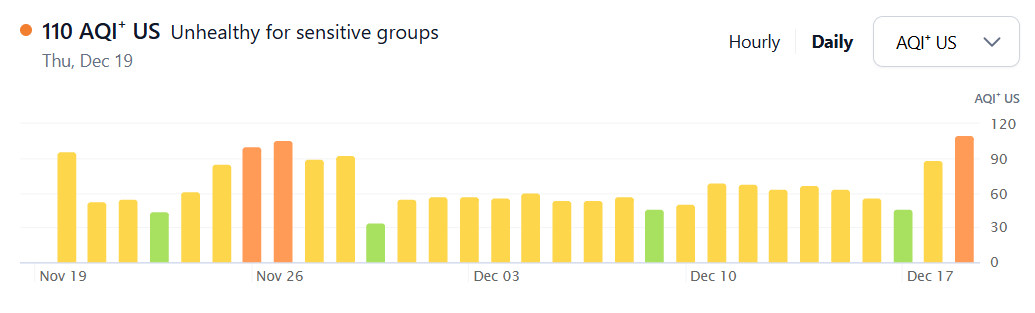 110 AQI⁺ US Unhealthy for sensitive groups
Thu, Dec 19
Hourly Daily AQI⁺ US
AQI⁺ US
120
90
60
30
0
Nov 19 Nov 26 Dec 03 Dec 10 Dec 17